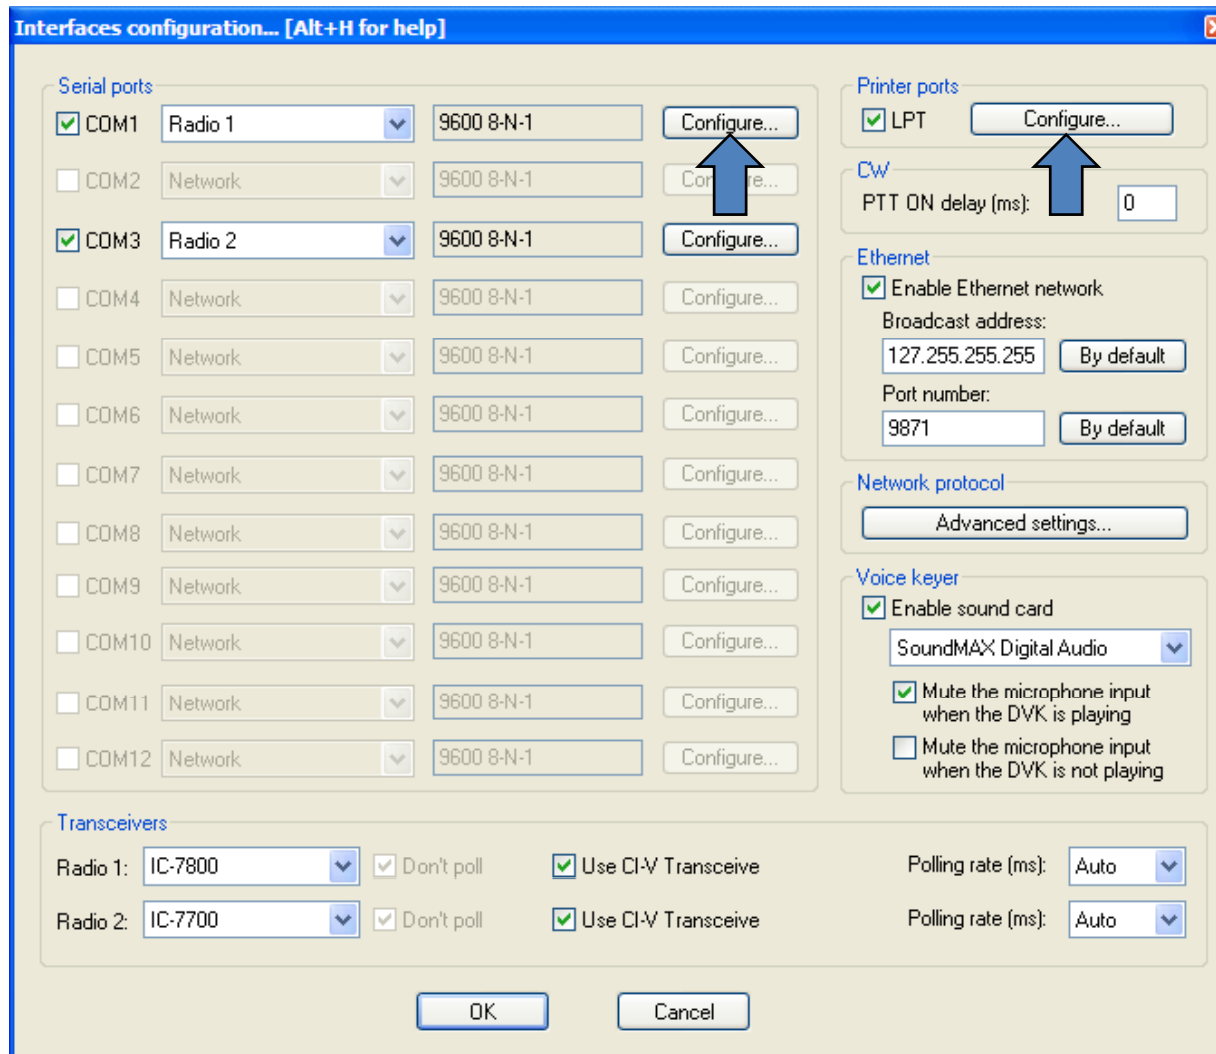 Interfaces configuration... [Alt+H for help]
Serial ports
COM1 Radio 1 9600 8-N-1 Configure...
COM2 Network 9600 8-N-1
COM3 Radio 2 9600 8-N-1 Configure...
COM4 Network 9600 8-N-1 Configure...
COM5 Network 9600 8-N-1 Configure...
COM6 Network 9600 8-N-1 Configure...
COM7 Network 9600 8-N-1 Configure...
COM8 Network 9600 8-N-1 Configure...
COM9 Network 9600 8-N-1 Configure...
COM10 Network 9600 8-N-1 Configure...
COM11 Network 9600 8-N-1 Configure...
COM12 Network 9600 8-N-1 Configure...
Printer ports
LPT Configure...
CW
PTT ON delay (ms): 0
Ethernet
Enable Ethernet network
Broadcast address:
127.255.255.255 By default
Port number:
9871 By default
Network protocol
Advanced settings...
Voice keyer
Enable sound card
SoundMAX Digital Audio
Mute the microphone input
when the DVK is playing
Mute the microphone input
when the DVK is not playing
Transceivers
Radio 1: IC-7800 Don't poll Use CI-V Transceive Polling rate (ms): Auto
Radio 2: IC-7700 Don't poll Use CI-V Transceive Polling rate (ms): Auto
OK Cancel